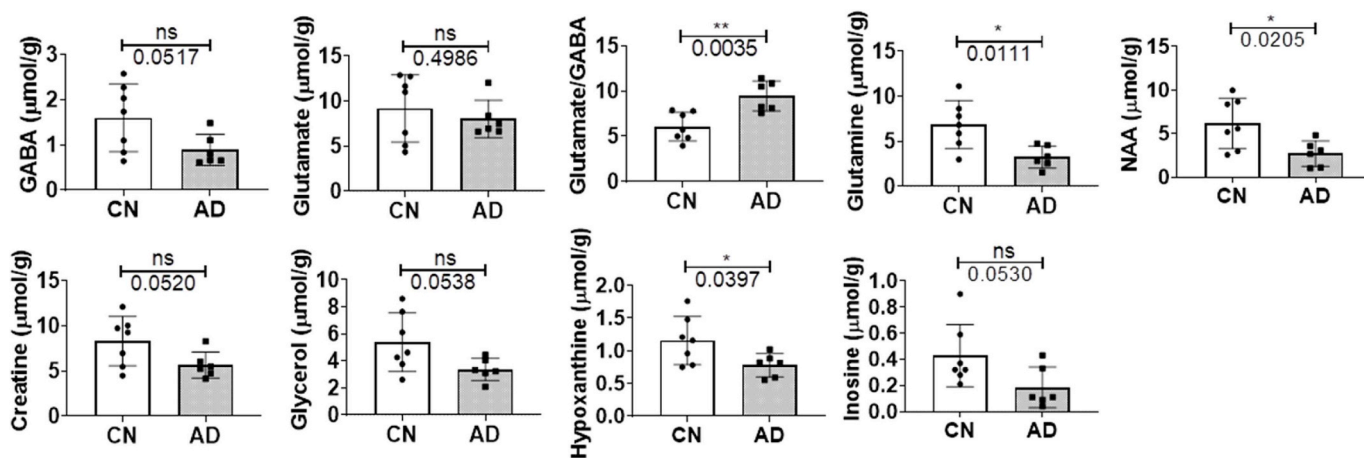 ns
0.0517
GABA (μmol/g)
3
2
1
0
CN AD
ns
0.4986
Glutamate (μmol/g)
15
10
5
0
CN AD
**
0.0035
Glutamate/GABA
15
10
5
0
CN AD
*
0.0111
Glutamine (μmol/g)
15
10
5
0
CN AD
*
0.0205
NAA (μmol/g)
15
10
5
0
CN AD
ns
0.0520
Creatine (μmol/g)
15
10
5
0
CN AD
ns
0.0538
Glycerol (μmol/g)
10
8
6
4
2
0
CN AD
*
0.0397
Hypoxanthine (μmol/g)
2.0
1.5
1.0
0.5
0.0
CN AD
ns
0.0530
Inosine (μmol/g)
1.0
0.8
0.6
0.4
0.2
0.0
CN AD